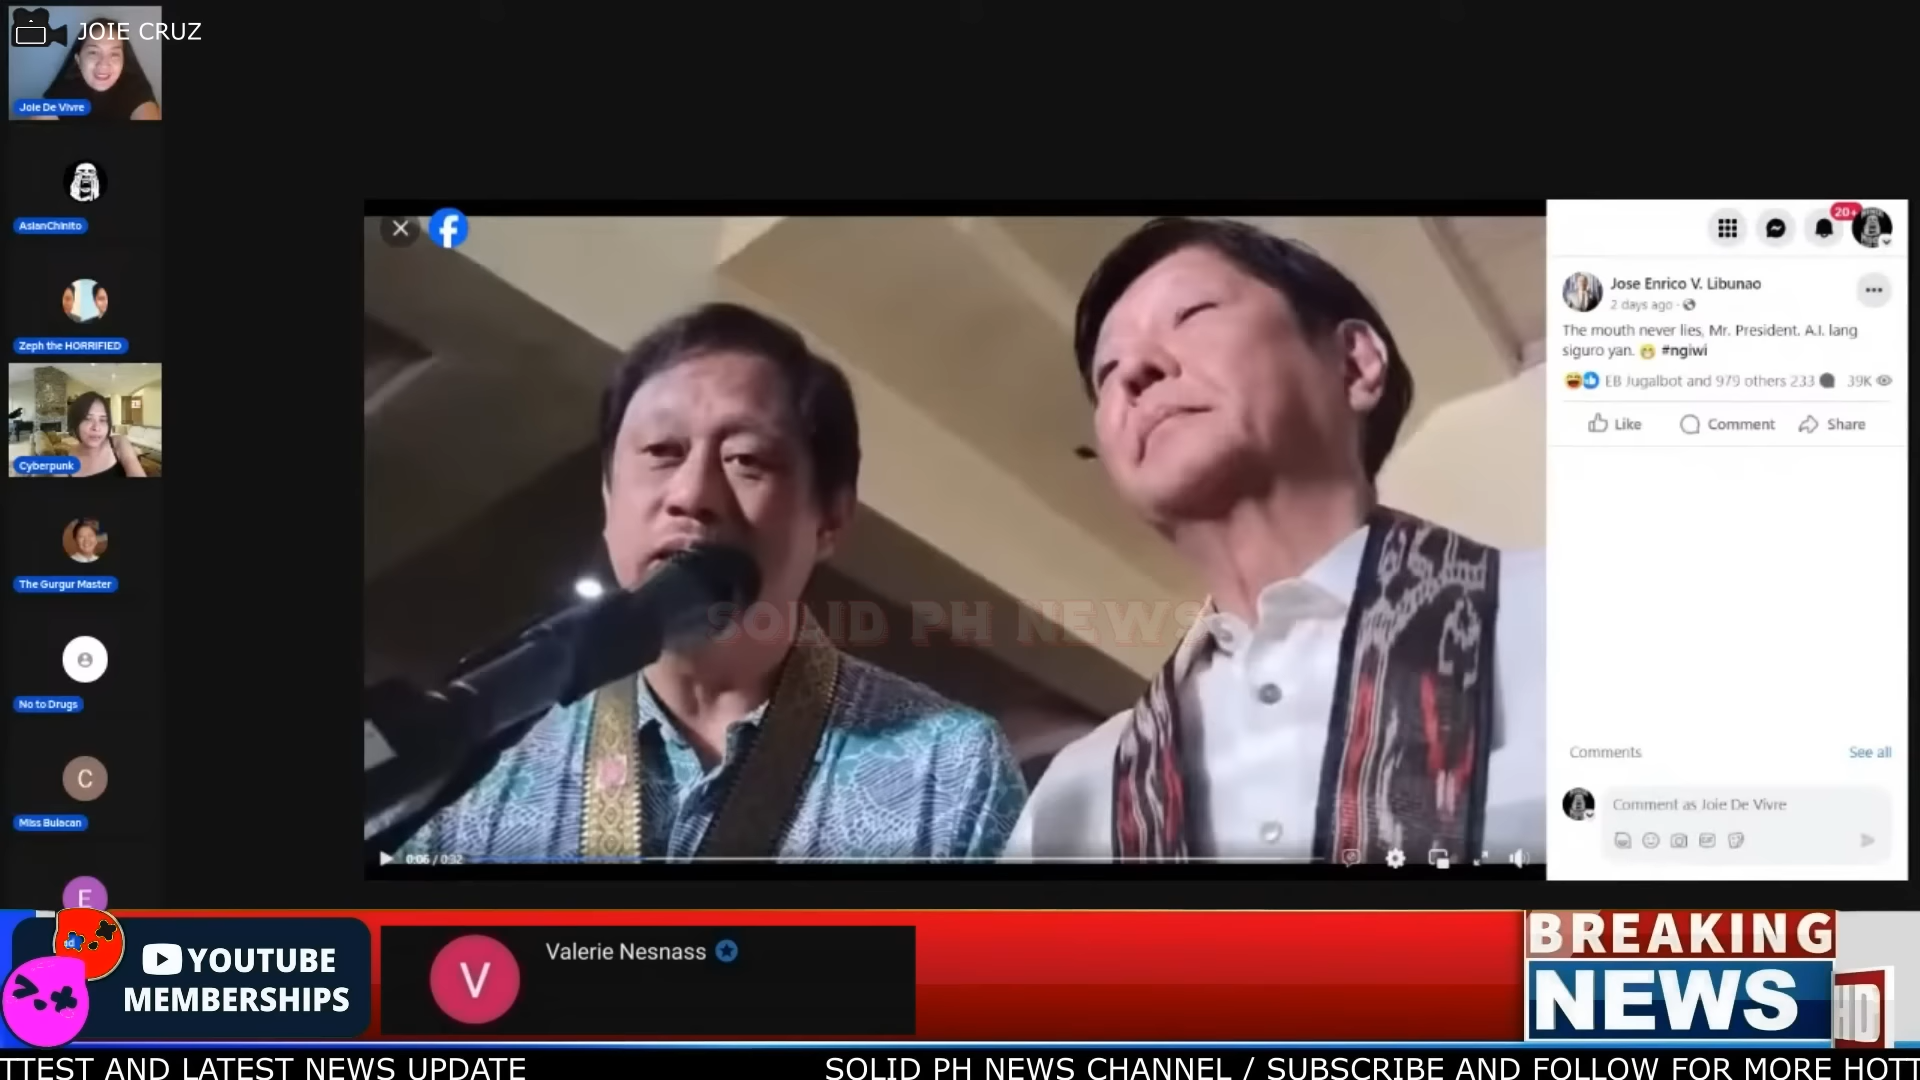 JOIE CRUZ
Joie De Vivre
AsianChinito
Zeph the HORRIFIED
Cyberpunk
The Gurgur Master
No to Drugs
C
Miss Bulacan
E
SOLID PH NEWS
0:06 / 0:32
20+
Jose Enrico V. Libunao
2 days ago
The mouth never lies, Mr. President. A.I. lang
siguro yan. 😁 #ngiwi
EB Jugalbot and 979 others 233 39K
Like Comment Share
Comments See all
Comment as Joie De Vivre
YOUTUBE
MEMBERSHIPS
V
Valerie Nesnass
BREAKING
NEWS
HD
TTEST AND LATEST NEWS UPDATE SOLID PH NEWS CHANNEL / SUBSCRIBE AND FOLLOW FOR MORE HOTT